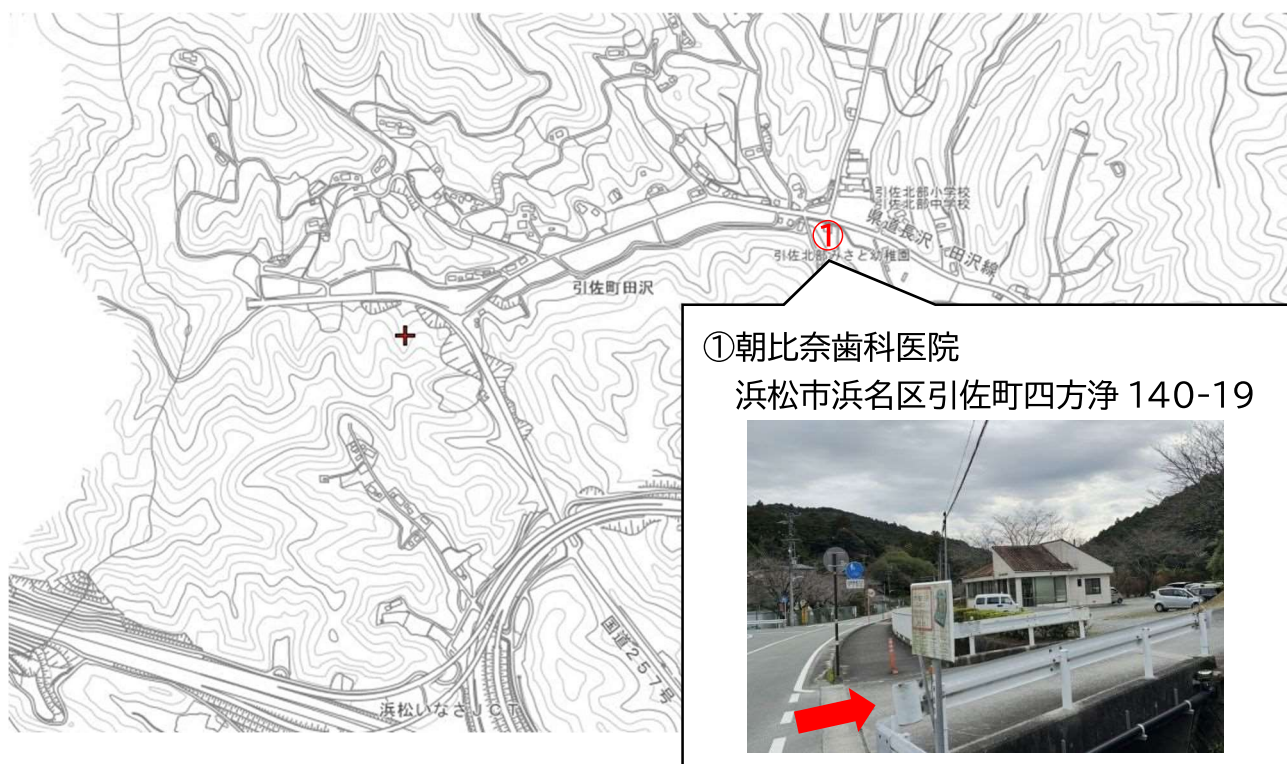 引佐北部小学校
引佐北部中学校
県道長沢田沢線
①
引佐北部みさと幼稚園
引佐町田沢
①朝比奈歯科医院
浜松市浜名区引佐町四方浄 140-19
国道257号
浜松いなさJCT